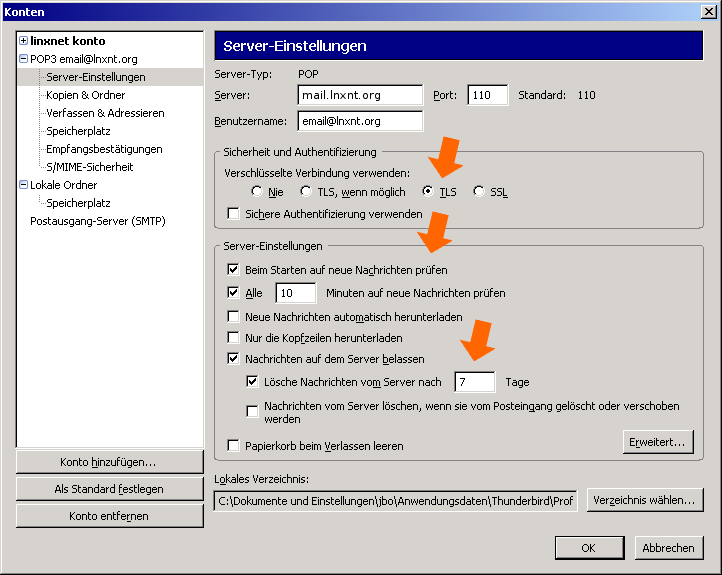 Konten
linxnet konto
POP3 email@lnxnt.org
Server-Einstellungen
Kopien & Ordner
Verfassen & Adressieren
Speicherplatz
Empfangsbestätigungen
S/MIME-Sicherheit
Lokale Ordner
Speicherplatz
Postausgang-Server (SMTP)
Konto hinzufügen...
Als Standard festlegen
Konto entfernen
Server-Einstellungen
Server-Typ: POP
Server: mail.lnxnt.org Port: 110 Standard: 110
Benutzername: email@lnxnt.org
Sicherheit und Authentifizierung
Verschlüsselte Verbindung verwenden:
Nie TLS, wenn möglich TLS SSL
Sichere Authentifizierung verwenden
Server-Einstellungen
Beim Starten auf neue Nachrichten prüfen
Alle 10 Minuten auf neue Nachrichten prüfen
Neue Nachrichten automatisch herunterladen
Nur die Kopfzeilen herunterladen
Nachrichten auf dem Server belassen
Lösche Nachrichten vom Server nach 7 Tage
Nachrichten vom Server löschen, wenn sie vom Posteingang gelöscht oder verschoben
werden
Papierkorb beim Verlassen leeren
Erweitert...
Lokales Verzeichnis:
C:\Dokumente und Einstellungen\jbo\Anwendungsdaten\Thunderbird\Prof
Verzeichnis wählen...
OK Abbrechen